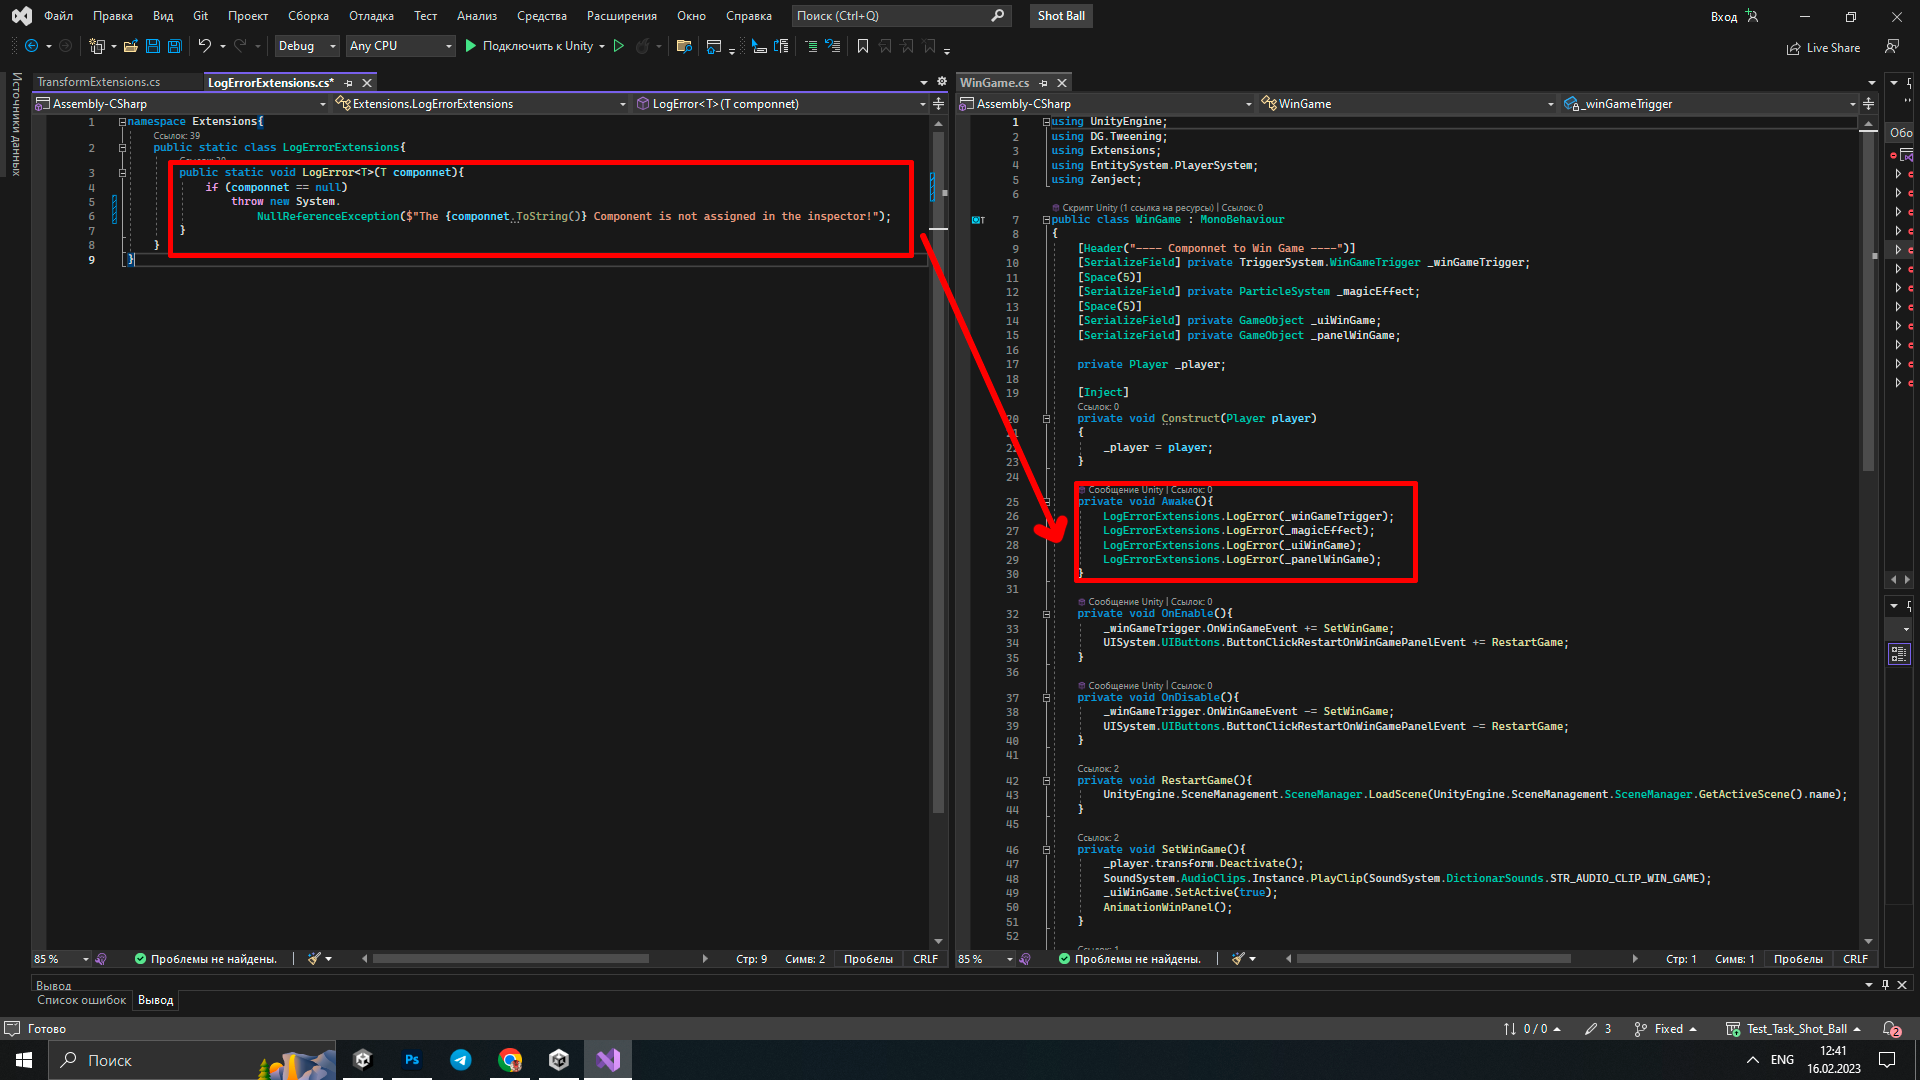 Файл Правка Вид Git Проект Сборка Отладка Тест Анализ Средства Расширения Окно Справка Поиск (Ctrl+Q) Shot Ball Вход
Debug Any CPU Подключить к Unity Live Share
Источники данных
TransformExtensions.cs LogErrorExtensions.cs*
Assembly-CSharp Extensions.LogErrorExtensions LogError<T>(T componnet)
1 namespace Extensions{
Ссылок: 39
2 public static class LogErrorExtensions{
3 public static void LogError<T>(T componnet){
4 if (componnet == null)
5 throw new System.
6 NullReferenceException($"The {componnet.ToString()} Component is not assigned in the inspector!");
7 }
8 }
9 }
85 % Проблемы не найдены. Стр: 9 Симв: 2 Пробелы CRLF
WinGame.cs
Assembly-CSharp WinGame _winGameTrigger
1 using UnityEngine;
2 using DG.Tweening;
3 using Extensions;
4 using EntitySystem.PlayerSystem;
5 using Zenject;
6
Скрипт Unity (1 ссылка на ресурсы) | Ссылок: 0
7 public class WinGame : MonoBehaviour
8 {
9 [Header("---- Componnet to Win Game ----")]
10 [SerializeField] private TriggerSystem.WinGameTrigger _winGameTrigger;
11 [Space(5)]
12 [SerializeField] private ParticleSystem _magicEffect;
13 [Space(5)]
14 [SerializeField] private GameObject _uiWinGame;
15 [SerializeField] private GameObject _panelWinGame;
16
17 private Player _player;
18
19 [Inject]
Ссылок: 0
20 private void Construct(Player player)
21 {
22 _player = player;
23 }
24
Сообщение Unity | Ссылок: 0
25 private void Awake(){
26 LogErrorExtensions.LogError(_winGameTrigger);
27 LogErrorExtensions.LogError(_magicEffect);
28 LogErrorExtensions.LogError(_uiWinGame);
29 LogErrorExtensions.LogError(_panelWinGame);
30 }
31
Сообщение Unity | Ссылок: 0
32 private void OnEnable(){
33 _winGameTrigger.OnWinGameEvent += SetWinGame;
34 UISystem.UIButtons.ButtonClickRestartOnWinGamePanelEvent += RestartGame;
35 }
36
Сообщение Unity | Ссылок: 0
37 private void OnDisable(){
38 _winGameTrigger.OnWinGameEvent -= SetWinGame;
39 UISystem.UIButtons.ButtonClickRestartOnWinGamePanelEvent -= RestartGame;
40 }
41
Ссылок: 2
42 private void RestartGame(){
43 UnityEngine.SceneManagement.SceneManager.LoadScene(UnityEngine.SceneManagement.SceneManager.GetActiveScene().name);
44 }
45
Ссылок: 2
46 private void SetWinGame(){
47 _player.transform.Deactivate();
48 SoundSystem.AudioClips.Instance.PlayClip(SoundSystem.DictionarSounds.STR_AUDIO_CLIP_WIN_GAME);
49 _uiWinGame.SetActive(true);
50 AnimationWinPanel();
51 }
52
85 % Проблемы не найдены. Стр: 1 Симв: 1 Пробелы CRLF
Обо
Вывод
Список ошибок Вывод
Готово 0 / 0 3 Fixed Test_Task_Shot_Ball 2
Поиск Ps ENG 12:41
16.02.2023